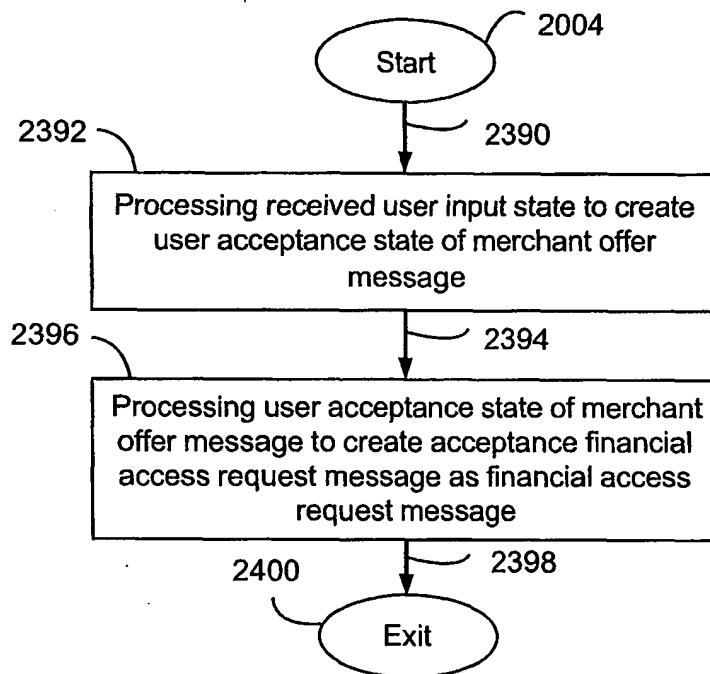 2004
Start
2390
2392
Processing received user input state to create
user acceptance state of merchant offer
message
2394
2396
Processing user acceptance state of merchant
offer message to create acceptance financial
access request message as financial access
request message
2398
2400
Exit